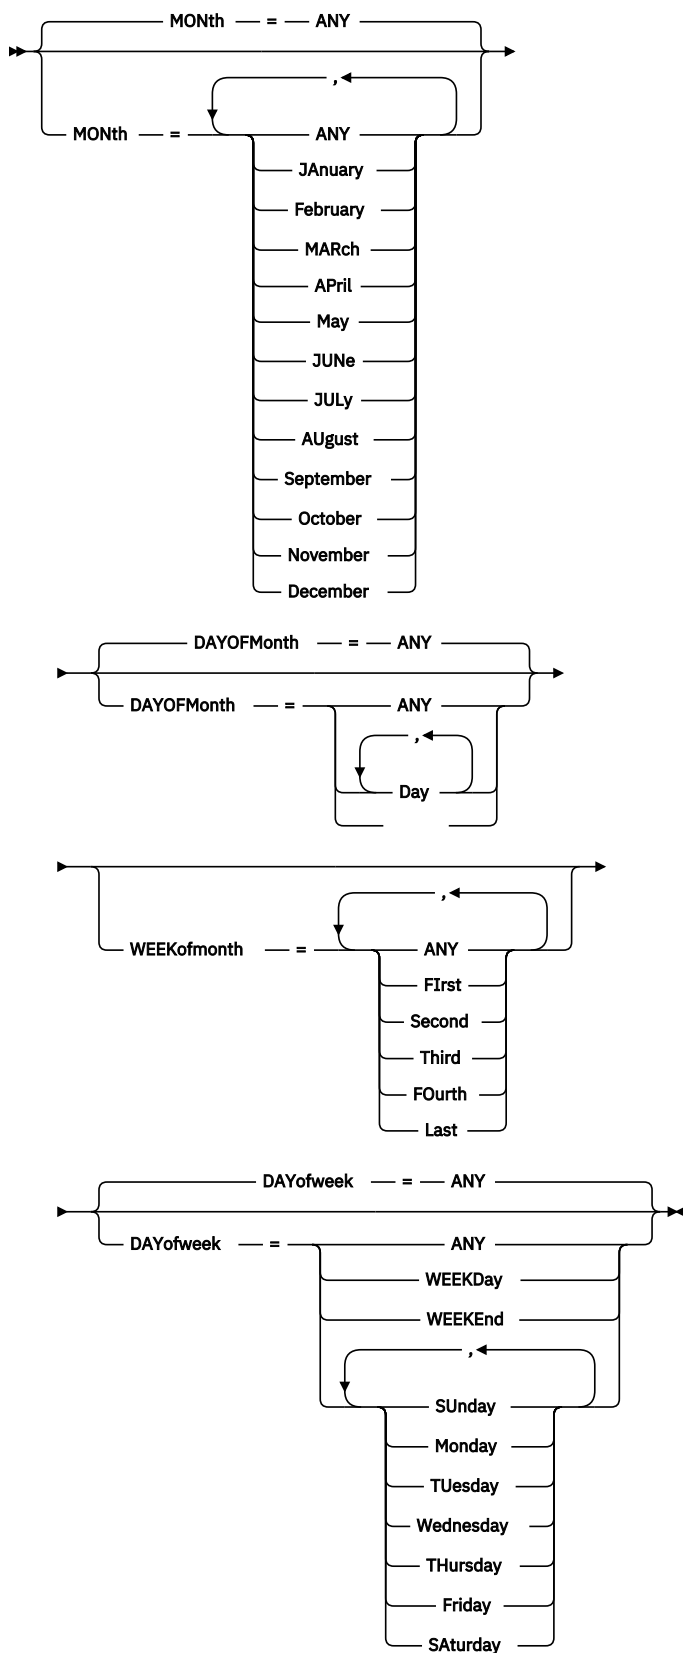 MONth = ANY
,
MONth = ANY
JAnuary
February
MARch
APril
May
JUNe
JULy
AUgust
September
October
November
December
DAYOFMonth = ANY
DAYOFMonth = ANY
,
Day
,
WEEKofmonth = ANY
FIrst
Second
Third
FOurth
Last
DAYofweek = ANY
DAYofweek = ANY
WEEKDay
WEEKEnd
,
SUnday
Monday
TUesday
Wednesday
THursday
Friday
SAturday